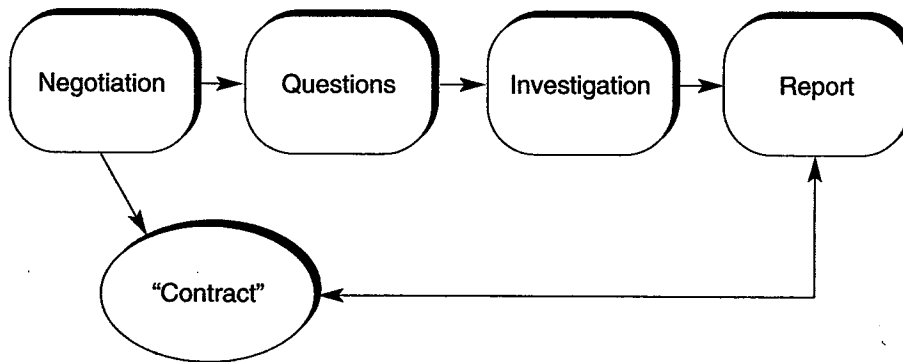 Negotiation
Questions
Investigation
Report
“Contract”